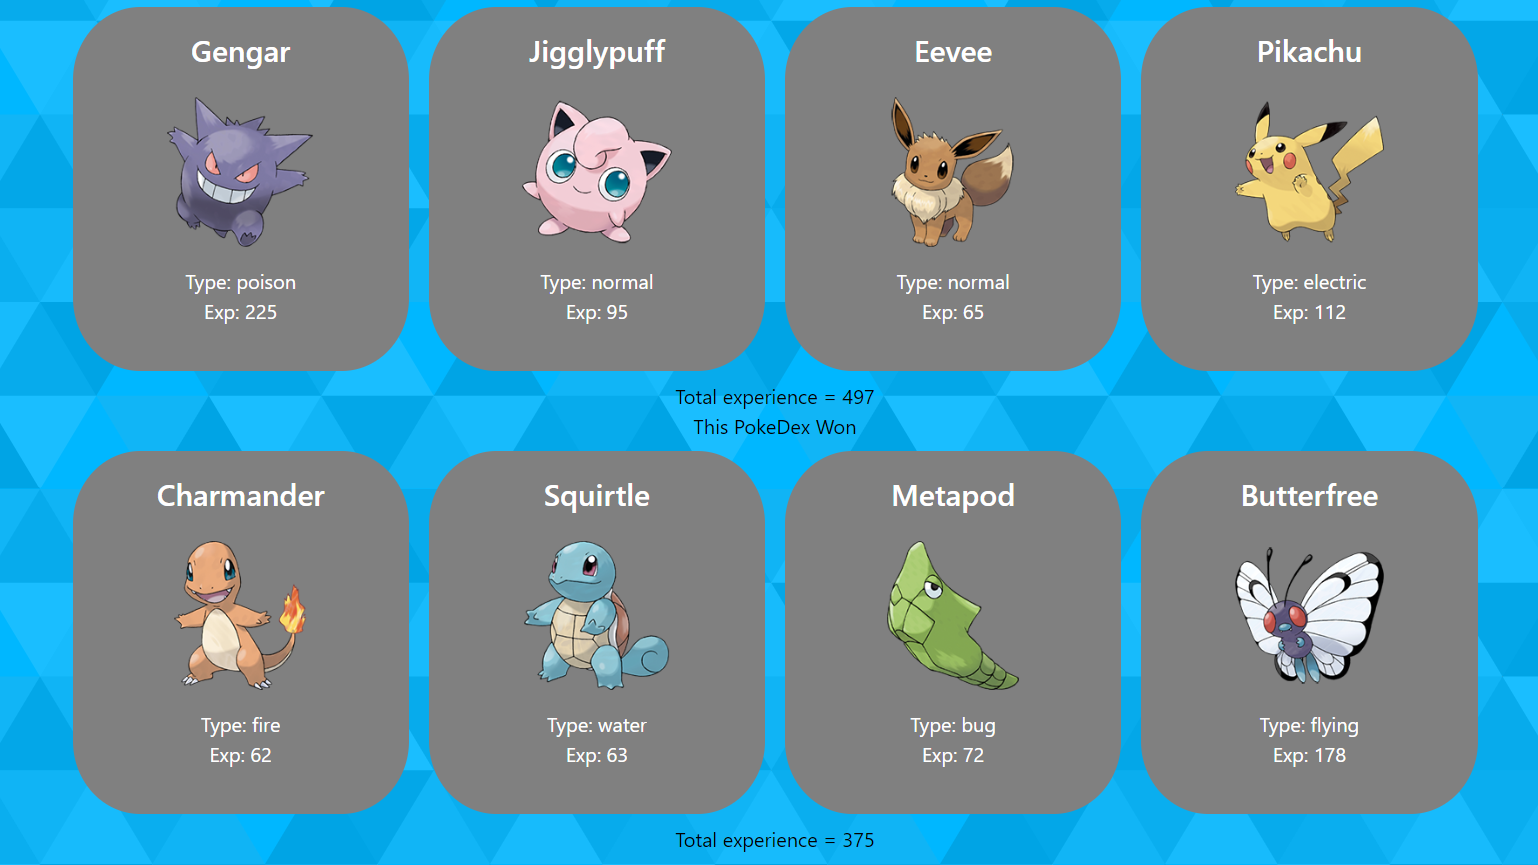 Gengar
Type: poison
Exp: 225
Jigglypuff
Type: normal
Exp: 95
Eevee
Type: normal
Exp: 65
Pikachu
Type: electric
Exp: 112
Total experience = 497
This PokeDex Won
Charmander
Type: fire
Exp: 62
Squirtle
Type: water
Exp: 63
Metapod
Type: bug
Exp: 72
Butterfree
Type: flying
Exp: 178
Total experience = 375